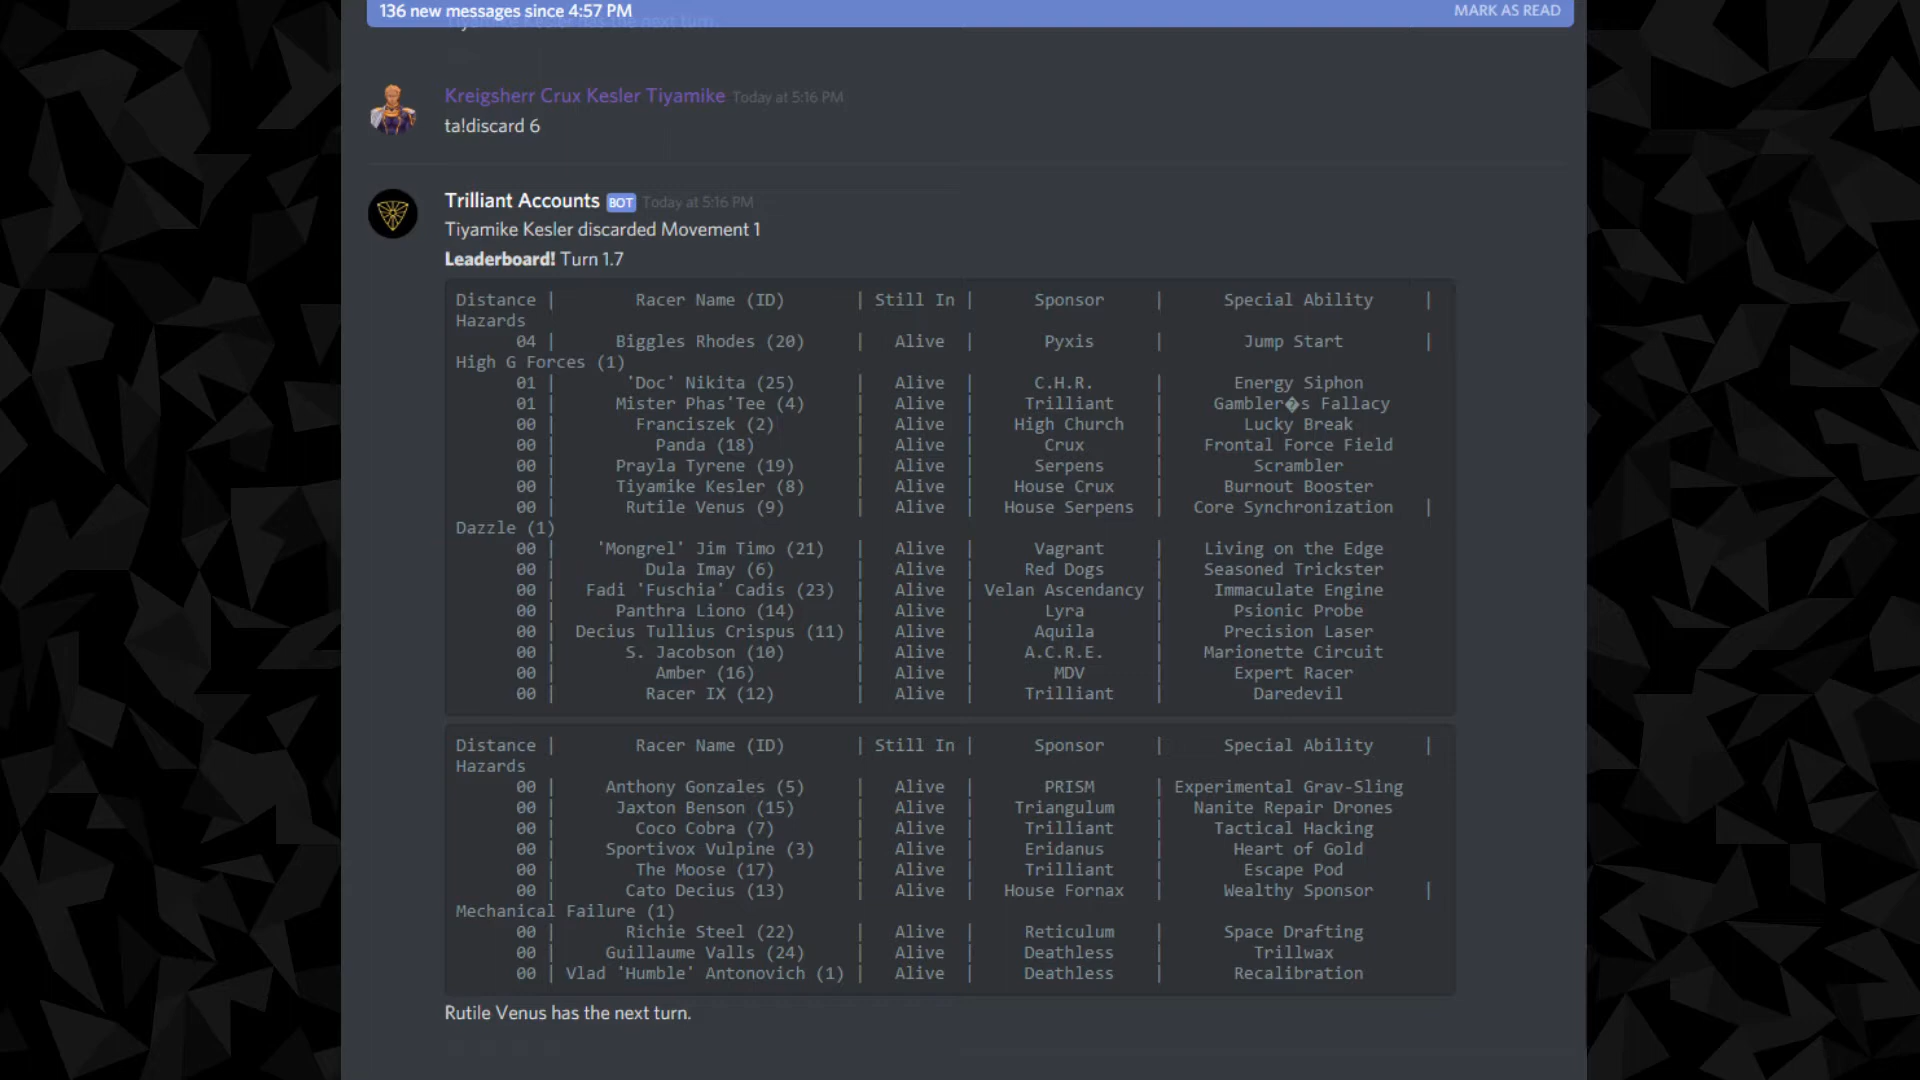 136 new messages since 4:57 PM MARK AS READ
Kreigsherr Crux Kesler Tiyamike Today at 5:16 PM
ta!discard 6
Trilliant Accounts BOT Today at 5:16 PM
Tiyamike Kesler discarded Movement 1
Leaderboard! Turn 1.7
Distance | Racer Name (ID) | Still In | Sponsor | Special Ability |
Hazards
04 | Biggles Rhodes (20) | Alive | Pyxis | Jump Start |
High G Forces (1)
01 | 'Doc' Nikita (25) | Alive | C.H.R. | Energy Siphon
01 | Mister Phas'Tee (4) | Alive | Trilliant | Gambler�s Fallacy
00 | Franciszek (2) | Alive | High Church | Lucky Break
00 | Panda (18) | Alive | Crux | Frontal Force Field
00 | Prayla Tyrene (19) | Alive | Serpens | Scrambler
00 | Tiyamike Kesler (8) | Alive | House Crux | Burnout Booster
00 | Rutile Venus (9) | Alive | House Serpens | Core Synchronization |
Dazzle (1)
00 | 'Mongrel' Jim Timo (21) | Alive | Vagrant | Living on the Edge
00 | Dula Imay (6) | Alive | Red Dogs | Seasoned Trickster
00 | Fadi 'Fuschia' Cadis (23) | Alive | Velan Ascendancy | Immaculate Engine
00 | Panthra Liono (14) | Alive | Lyra | Psionic Probe
00 | Decius Tullius Crispus (11) | Alive | Aquila | Precision Laser
00 | S. Jacobson (10) | Alive | A.C.R.E. | Marionette Circuit
00 | Amber (16) | Alive | MDV | Expert Racer
00 | Racer IX (12) | Alive | Trilliant | Daredevil
Distance | Racer Name (ID) | Still In | Sponsor | Special Ability |
Hazards
00 | Anthony Gonzales (5) | Alive | PRISM | Experimental Grav-Sling
00 | Jaxton Benson (15) | Alive | Triangulum | Nanite Repair Drones
00 | Coco Cobra (7) | Alive | Trilliant | Tactical Hacking
00 | Sportivox Vulpine (3) | Alive | Eridanus | Heart of Gold
00 | The Moose (17) | Alive | Trilliant | Escape Pod
00 | Cato Decius (13) | Alive | House Fornax | Wealthy Sponsor |
Mechanical Failure (1)
00 | Richie Steel (22) | Alive | Reticulum | Space Drafting
00 | Guillaume Valls (24) | Alive | Deathless | Trillwax
00 | Vlad 'Humble' Antonovich (1) | Alive | Deathless | Recalibration
Rutile Venus has the next turn.